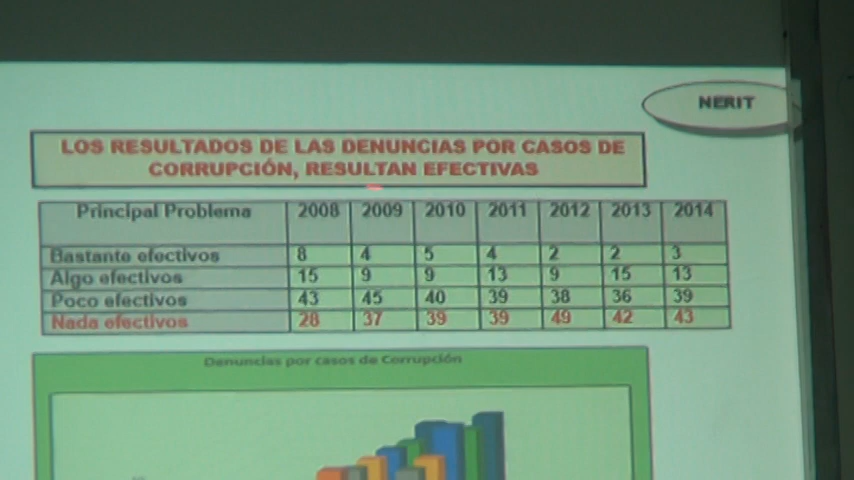 NERIT
LOS RESULTADOS DE LAS DENUNCIAS POR CASOS DE
CORRUPCIÓN, RESULTAN EFECTIVAS
Principal Problema 2008 2009 2010 2011 2012 2013 2014
Bastante efectivos 8 4 5 4 2 2 3
Algo efectivos 15 9 9 13 9 15 13
Poco efectivos 43 45 40 39 38 36 39
Nada efectivos 28 37 39 39 49 42 43
Denuncias por casos de Corrupción